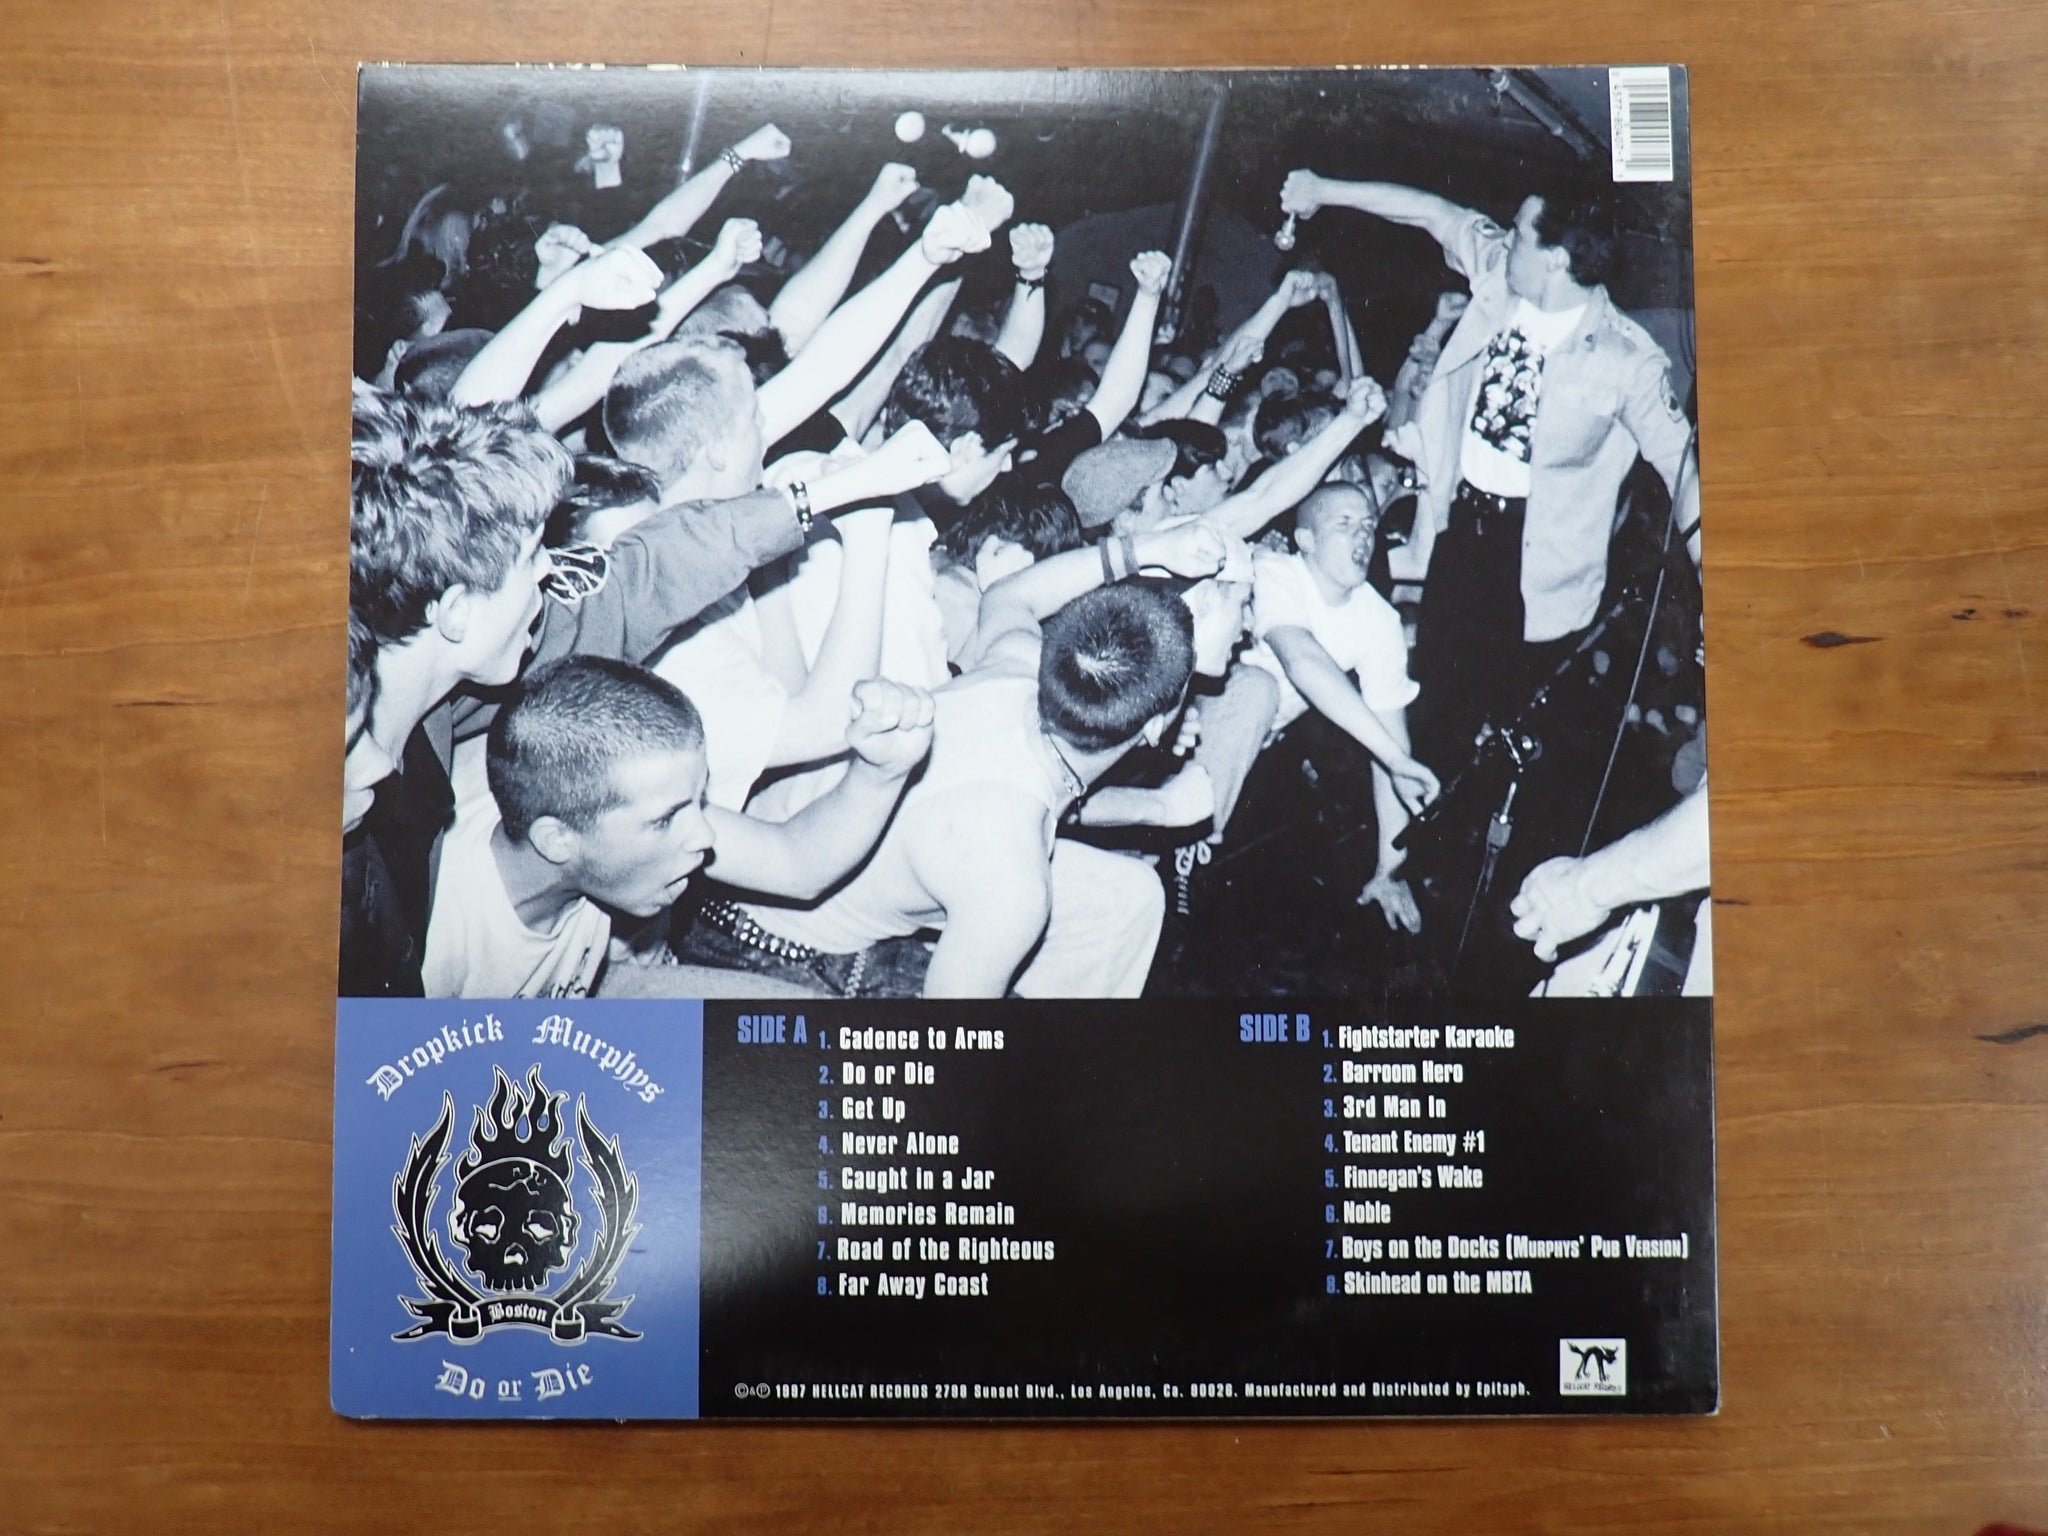 Dropkick Murphys
Boston
Do or Die
SIDE A
1. Cadence to Arms
2. Do or Die
3. Get Up
4. Never Alone
5. Caught in a Jar
6. Memories Remain
7. Road of the Righteous
8. Far Away Coast
SIDE B
1. Fightstarter Karaoke
2. Barroom Hero
3. 3rd Man In
4. Tenant Enemy #1
5. Finnegan's Wake
6. Noble
7. Boys on the Docks (Murphys' Pub Version)
8. Skinhead on the MBTA
©&℗ 1997 HELLCAT RECORDS 2798 Sunset Blvd., Los Angeles, Ca. 90026. Manufactured and Distributed by Epitaph.
HELLCAT RECORDS